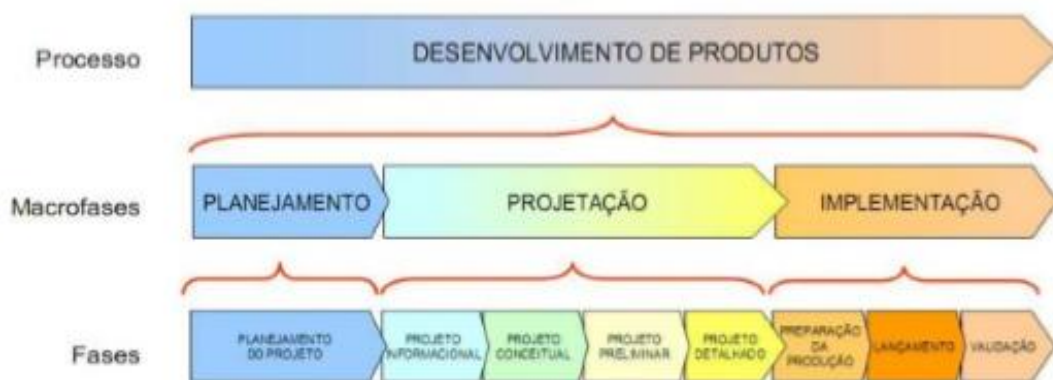 Processo
DESENVOLVIMENTO DE PRODUTOS
Macrofases
PLANEJAMENTO
PROJETAÇÃO
IMPLEMENTAÇÃO
Fases
PLANEJAMENTO
DO PROJETO
PROJETO
INFORMACIONAL
PROJETO
CONCEITUAL
PROJETO
PRELIMINAR
PROJETO
DETALHADO
PREPARAÇÃO
DA
PRODUÇÃO
LANÇAMENTO
VALIDAÇÃO